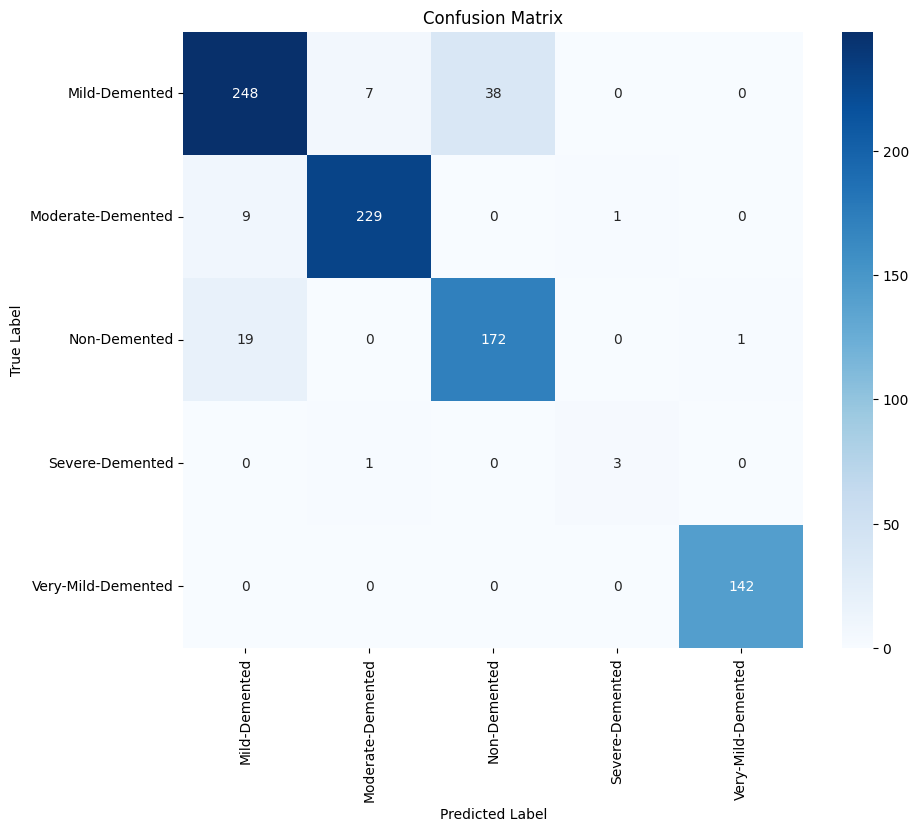 Confusion Matrix
Mild-Demented 248 7 38 0 0
Moderate-Demented 9 229 0 1 0
Non-Demented 19 0 172 0 1
Severe-Demented 0 1 0 3 0
Very-Mild-Demented 0 0 0 0 142
True Label
Mild-Demented
Moderate-Demented
Non-Demented
Severe-Demented
Very-Mild-Demented
Predicted Label
200
150
100
50
0